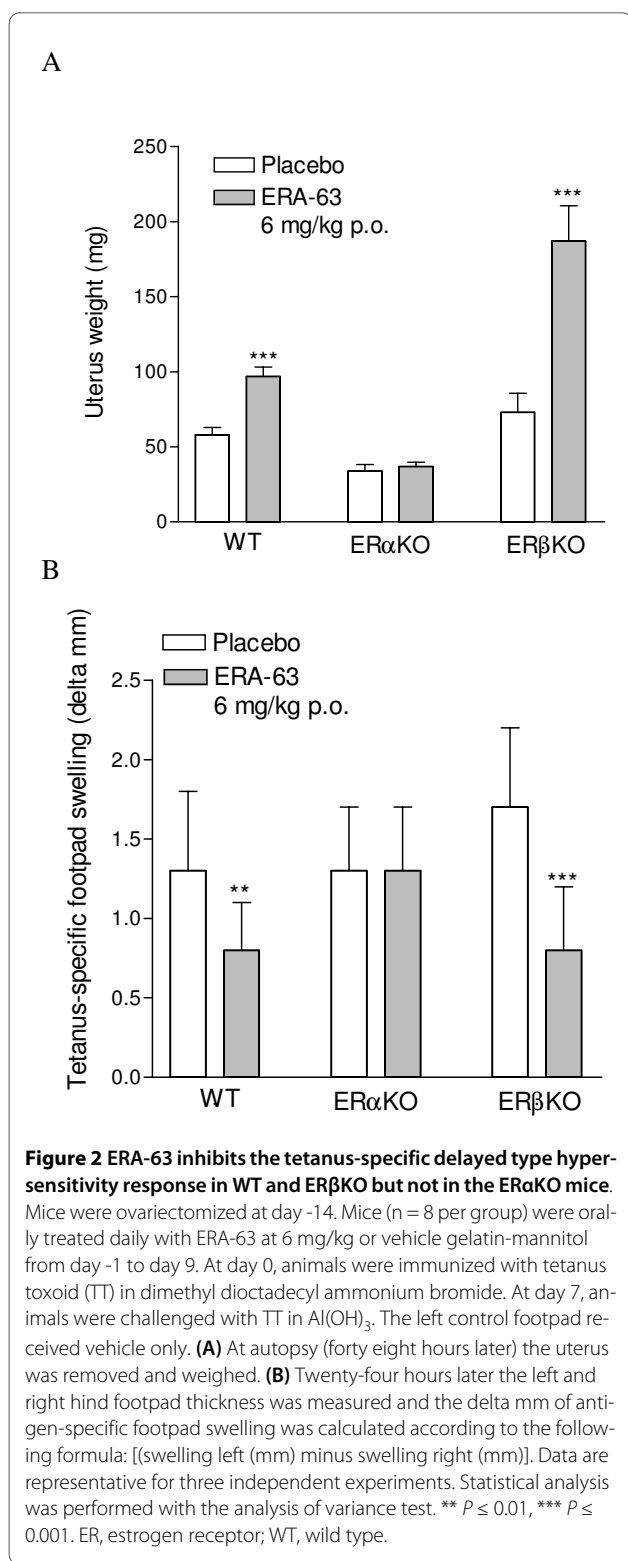 A
250
200
150
100
50
0
Uterus weight (mg)
Placebo
ERA-63
6 mg/kg p.o.
***
***
WT
ERαKO
ERβKO
B
2.5
2.0
1.5
1.0
0.5
0.0
Tetanus-specific footpad swelling (delta mm)
Placebo
ERA-63
6 mg/kg p.o.
**
***
WT
ERαKO
ERβKO
Figure 2 ERA-63 inhibits the tetanus-specific delayed type hyper-
sensitivity response in WT and ERβKO but not in the ERαKO mice.
Mice were ovariectomized at day -14. Mice (n = 8 per group) were oral-
ly treated daily with ERA-63 at 6 mg/kg or vehicle gelatin-mannitol
from day -1 to day 9. At day 0, animals were immunized with tetanus
toxoid (TT) in dimethyl dioctadecyl ammonium bromide. At day 7, an-
imals were challenged with TT in Al(OH)₃. The left control footpad re-
ceived vehicle only. (A) At autopsy (forty eight hours later) the uterus
was removed and weighed. (B) Twenty-four hours later the left and
right hind footpad thickness was measured and the delta mm of anti-
gen-specific footpad swelling was calculated according to the follow-
ing formula: [(swelling left (mm) minus swelling right (mm)]. Data are
representative for three independent experiments. Statistical analysis
was performed with the analysis of variance test. ** P ≤ 0.01, *** P ≤
0.001. ER, estrogen receptor; WT, wild type.